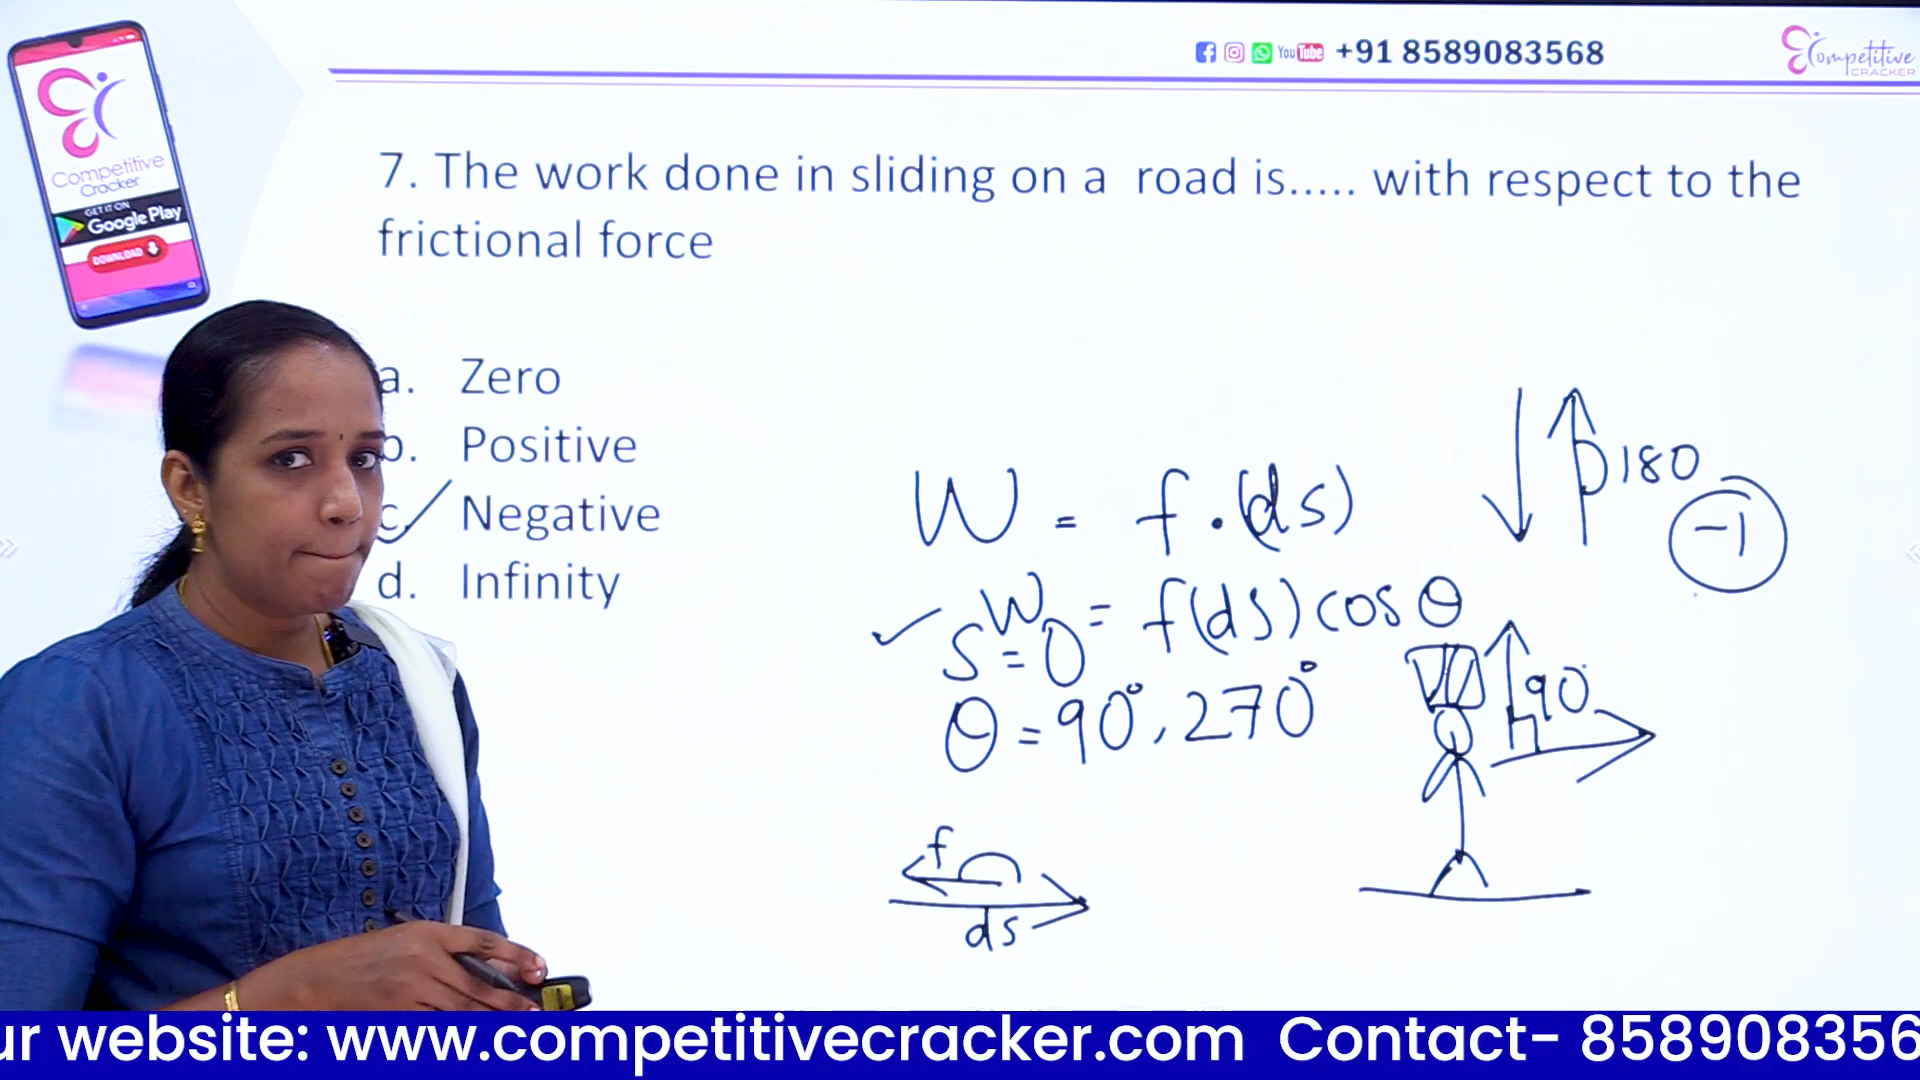 You Tube +91 8589083568
Competitive
CRACKER
Competitive
Cracker
GET IT ON
Google Play
DOWNLOAD
7. The work done in sliding on a road is..... with respect to the
frictional force
a. Zero
b. Positive
c. Negative
d. Infinity
W = f . (ds)
W = f(ds) cos θ
S = 0
θ = 90°, 270°
180
-1
90
f
ds
ur website: www.competitivecracker.com Contact- 858908356